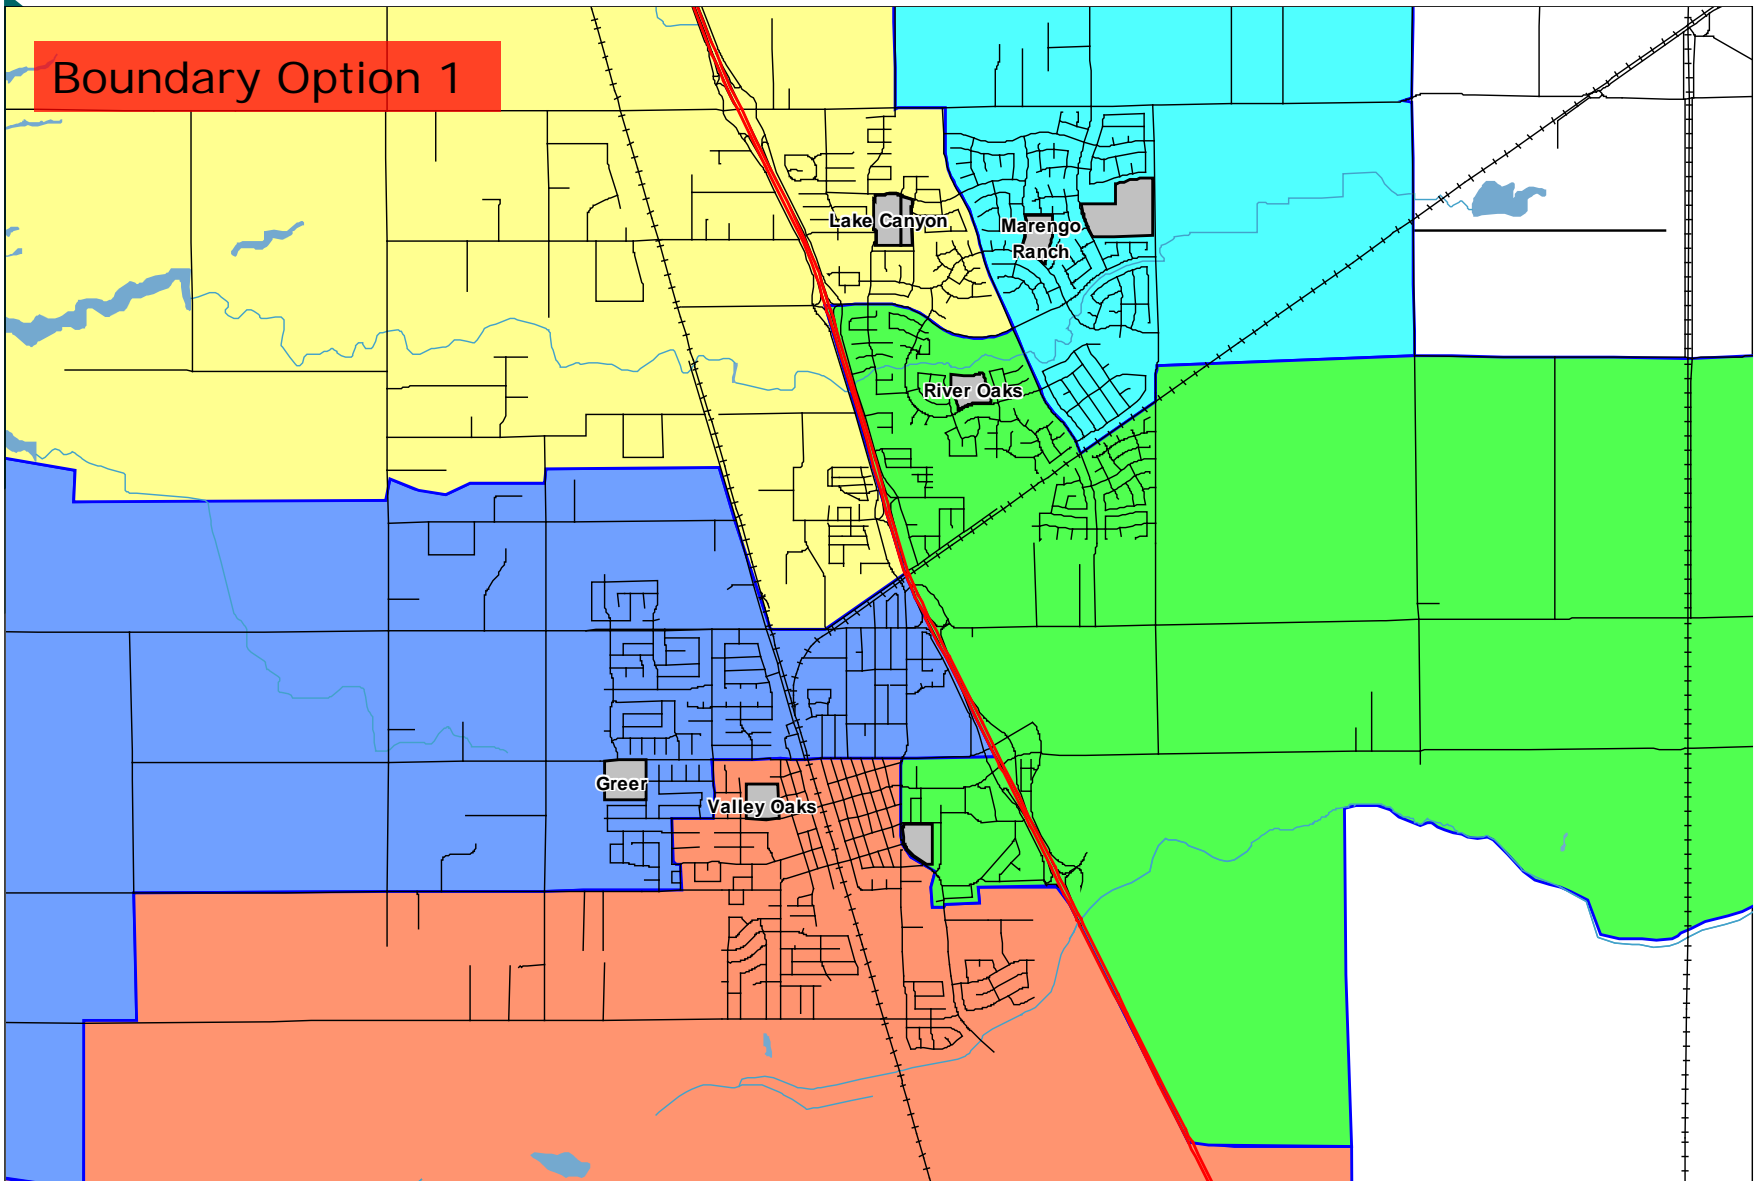 Boundary Option 1
Lake Canyon
Marengo
Ranch
River Oaks
Greer
Valley Oaks